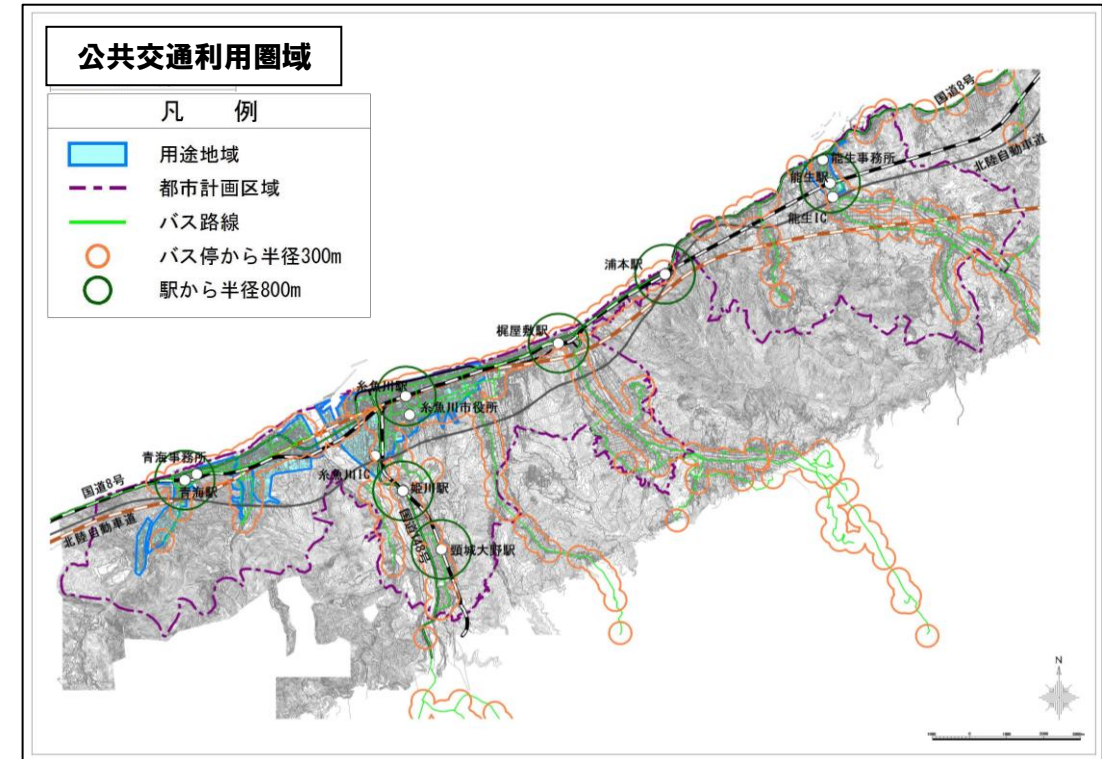 公共交通利用圏域
凡　例
用途地域
都市計画区域
バス路線
バス停から半径300m
駅から半径800m
国道8号
能生事務所
北陸自動車道
能生駅
能生IC
浦本駅
梶屋敷駅
糸魚川駅
糸魚川市役所
青海事務所
糸魚川IC
国道8号
青海駅
姫川駅
北陸自動車道
国道148号
頸城大野駅
N